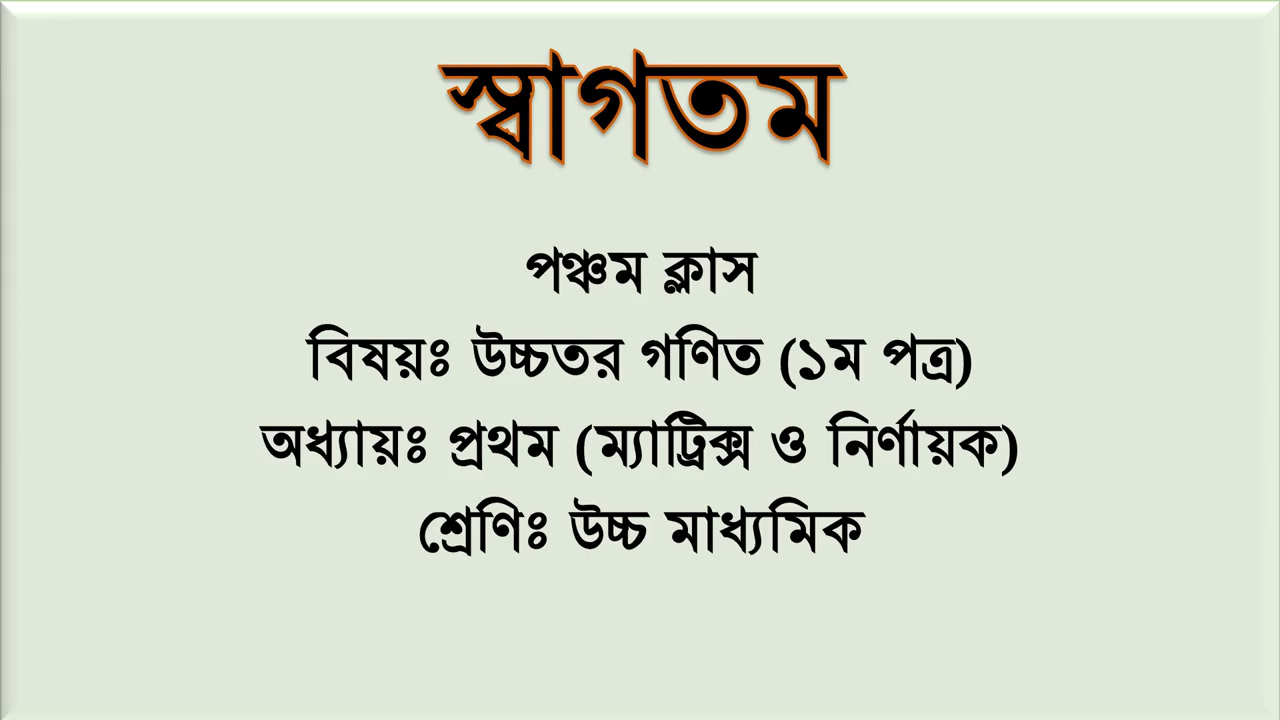 স্বাগতম
পঞ্চম ক্লাস
বিষয়ঃ উচ্চতর গণিত (১ম পত্র)
অধ্যায়ঃ প্রথম (ম্যাট্রিক্স ও নির্ণায়ক)
শ্রেণিঃ উচ্চ মাধ্যমিক